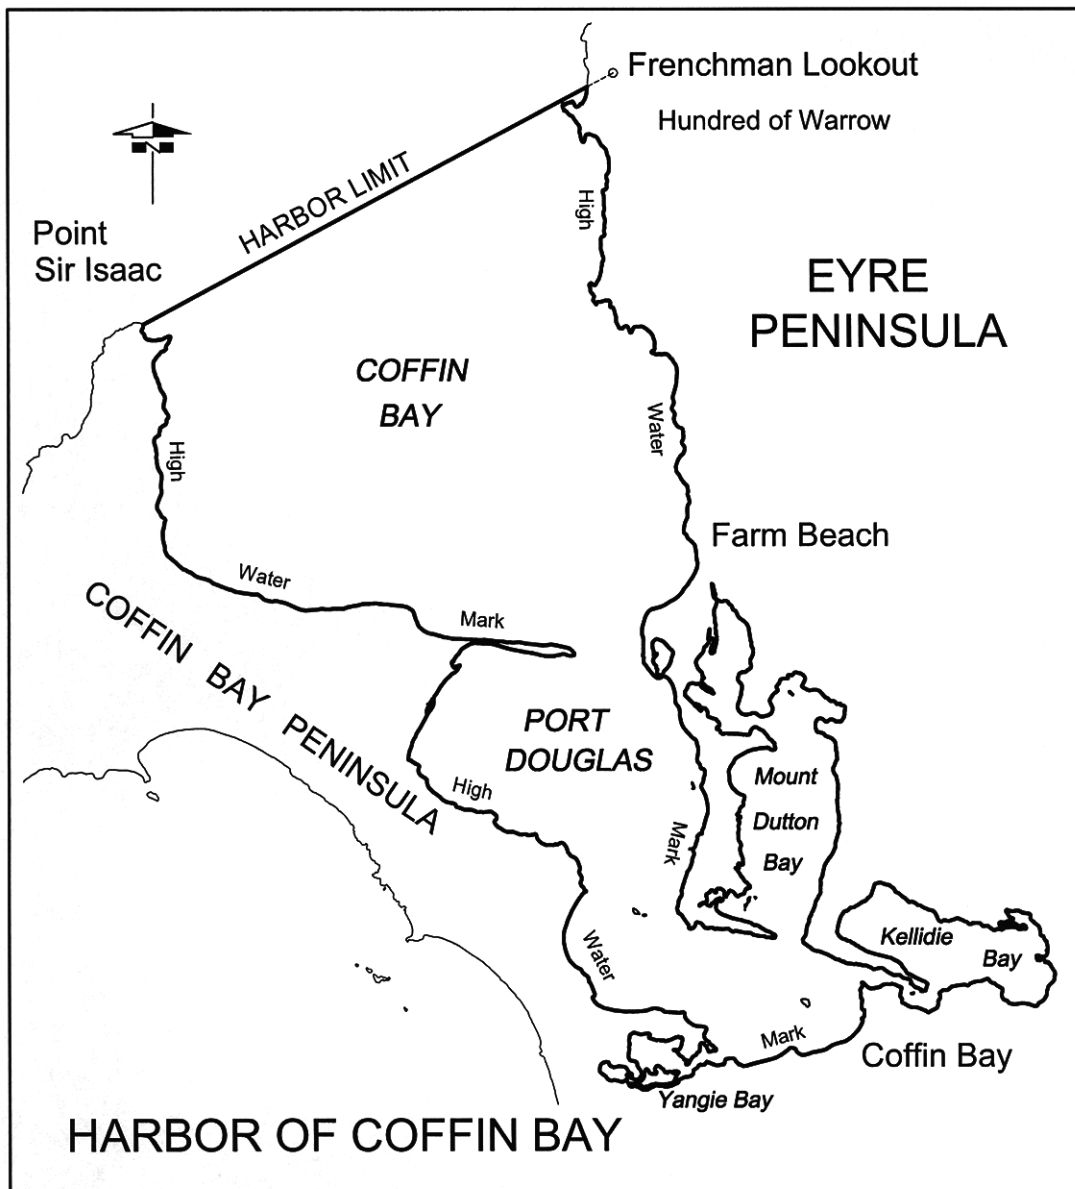 Frenchman Lookout
Hundred of Warrow
N
HARBOR LIMIT
Point
Sir Isaac
High
EYRE
PENINSULA
COFFIN
BAY
High
Water
Farm Beach
Water
Mark
COFFIN BAY PENINSULA
PORT
DOUGLAS
High
Mark
Mount
Dutton
Bay
Kellidie
Bay
Water
Mark
Coffin Bay
Yangie Bay
HARBOR OF COFFIN BAY